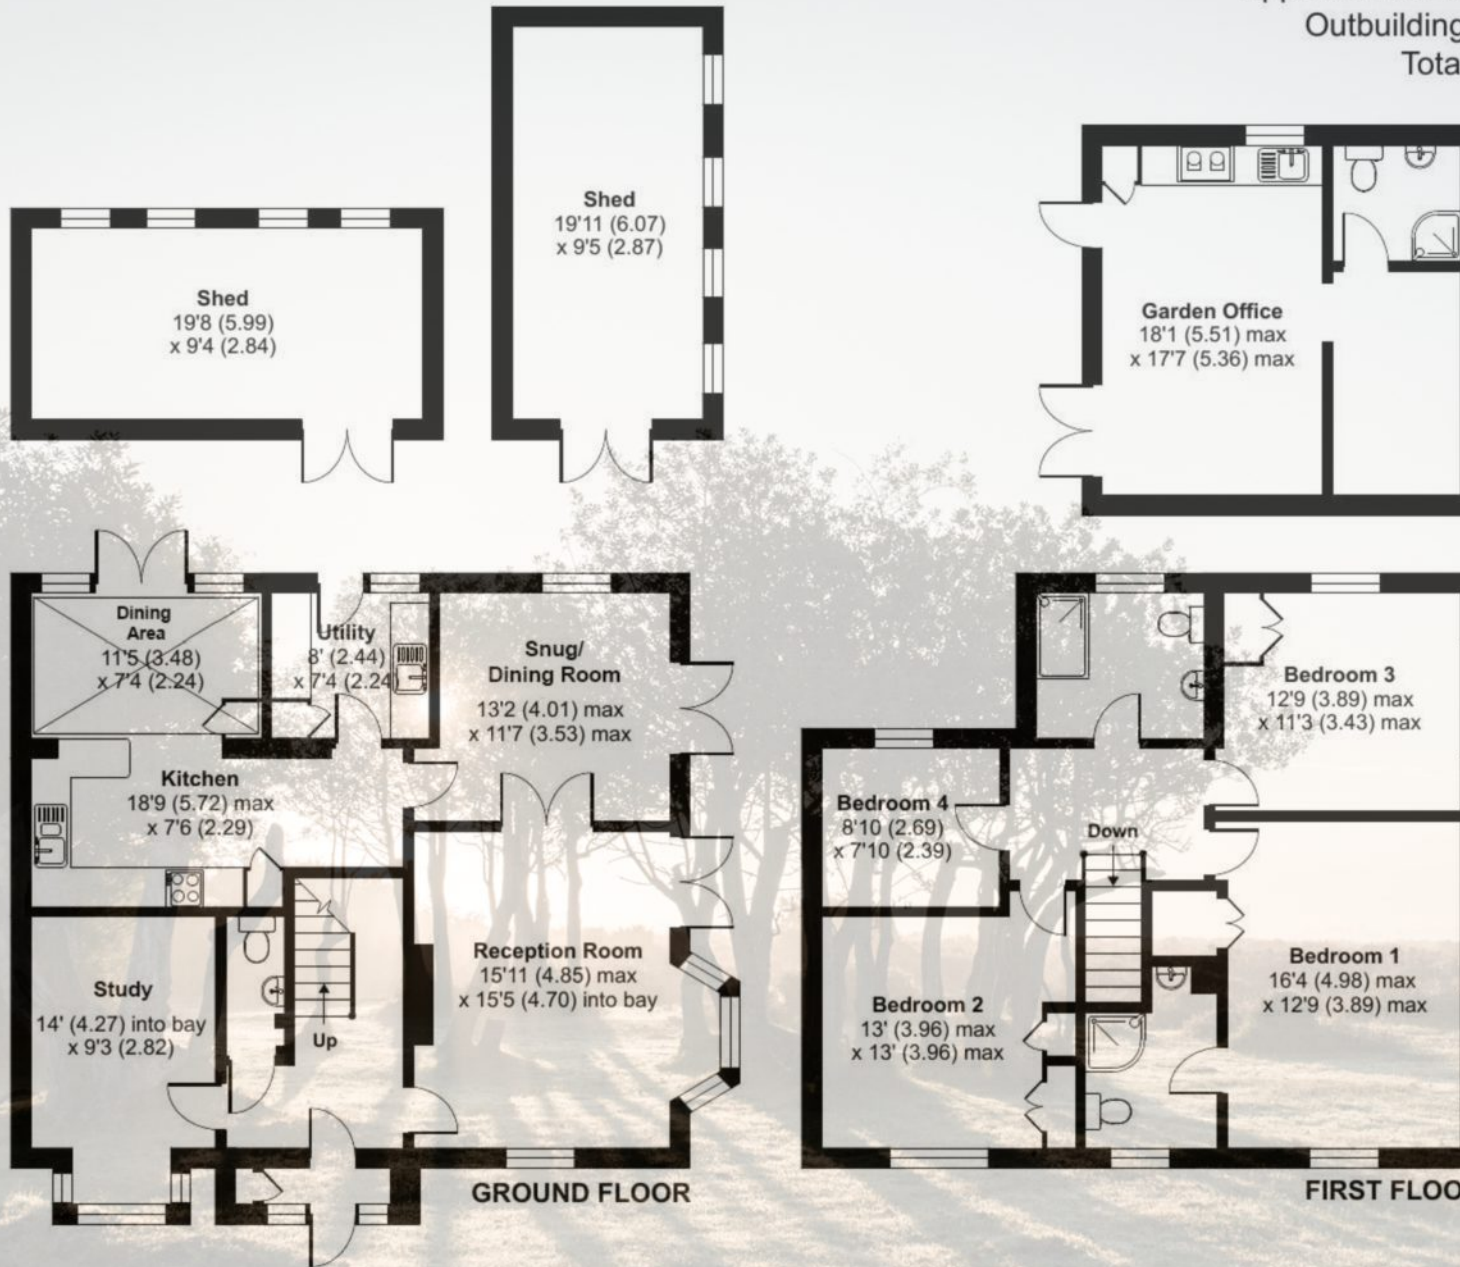 Outbuilding
Tota
Shed
19'11 (6.07)
x 9'5 (2.87)
Shed
19'8 (5.99)
x 9'4 (2.84)
Garden Office
18'1 (5.51) max
x 17'7 (5.36) max
Dining
Area
11'5 (3.48)
x 7'4 (2.24)
Utility
8' (2.44)
x 7'4 (2.24
Snug/
Dining Room
13'2 (4.01) max
x 11'7 (3.53) max
Kitchen
18'9 (5.72) max
x 7'6 (2.29)
Study
14' (4.27) into bay
x 9'3 (2.82)
Up
Reception Room
15'11 (4.85) max
x 15'5 (4.70) into bay
GROUND FLOOR
Bedroom 3
12'9 (3.89) max
x 11'3 (3.43) max
Bedroom 4
8'10 (2.69)
x 7'10 (2.39)
Down
Bedroom 2
13' (3.96) max
x 13' (3.96) max
Bedroom 1
16'4 (4.98) max
x 12'9 (3.89) max
FIRST FLOO